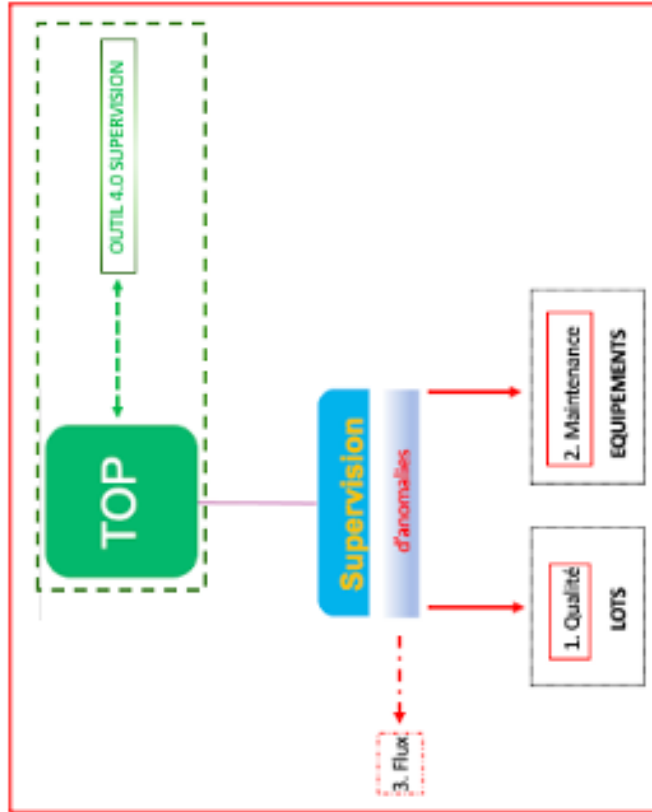 TOP
OUTIL 4.0 SUPERVISION
Supervision
d'anomalies
3. Flux
1. Qualité
LOTS
2. Maintenance
EQUIPEMENTS